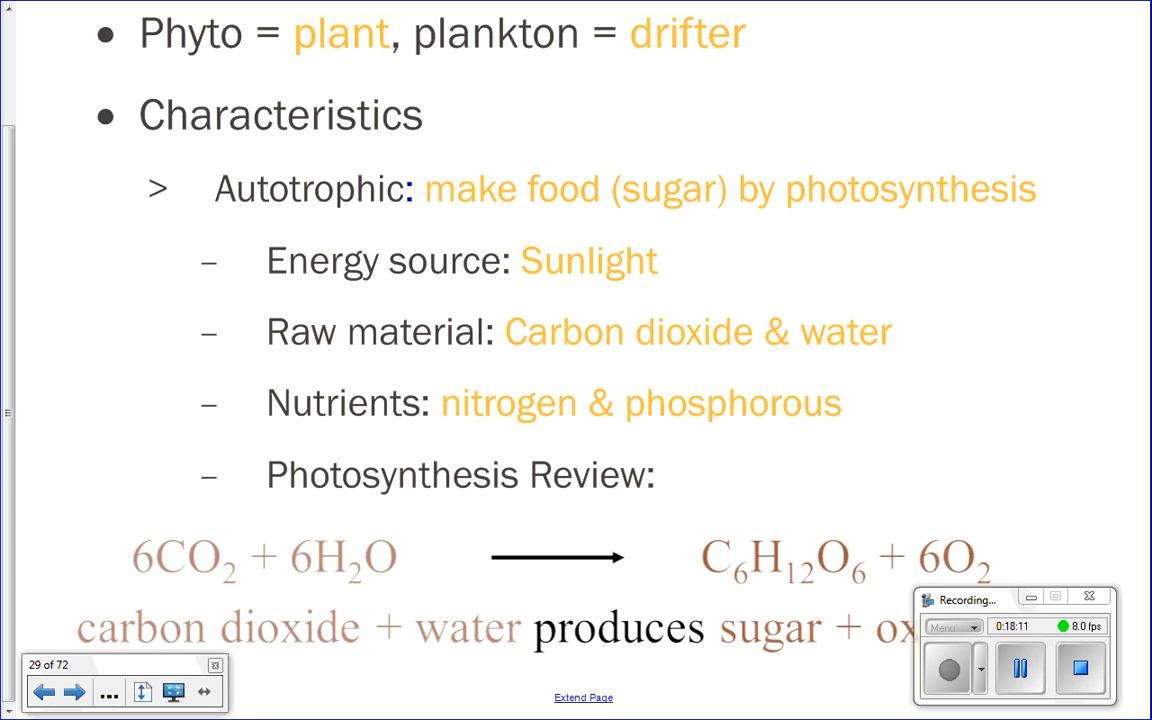 • Phyto = plant, plankton = drifter
• Characteristics
> Autotrophic: make food (sugar) by photosynthesis
– Energy source: Sunlight
– Raw material: Carbon dioxide & water
– Nutrients: nitrogen & phosphorous
– Photosynthesis Review:
6CO₂ + 6H₂O → C₆H₁₂O₆ + 6O₂
carbon dioxide + water produces sugar + ox
Recording...
Menu 0:18:11 8.0 fps
29 of 72
...
Extend Page